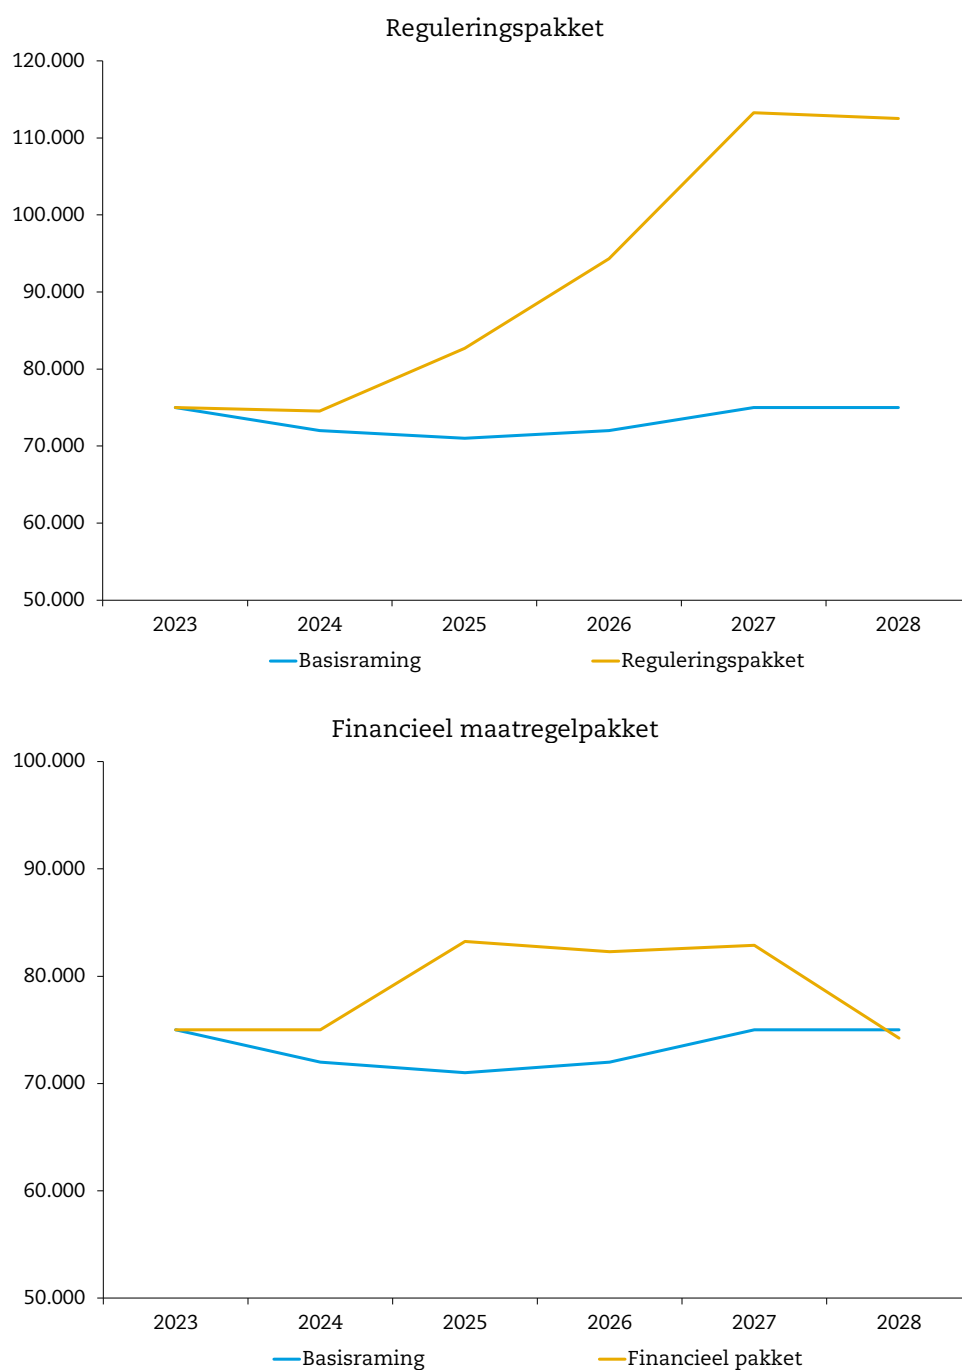 Reguleringspakket
120.000
110.000
100.000
90.000
80.000
70.000
60.000
50.000
2023 2024 2025 2026 2027 2028
Basisraming Reguleringspakket
Financieel maatregelpakket
100.000
90.000
80.000
70.000
60.000
50.000
2023 2024 2025 2026 2027 2028
Basisraming Financieel pakket